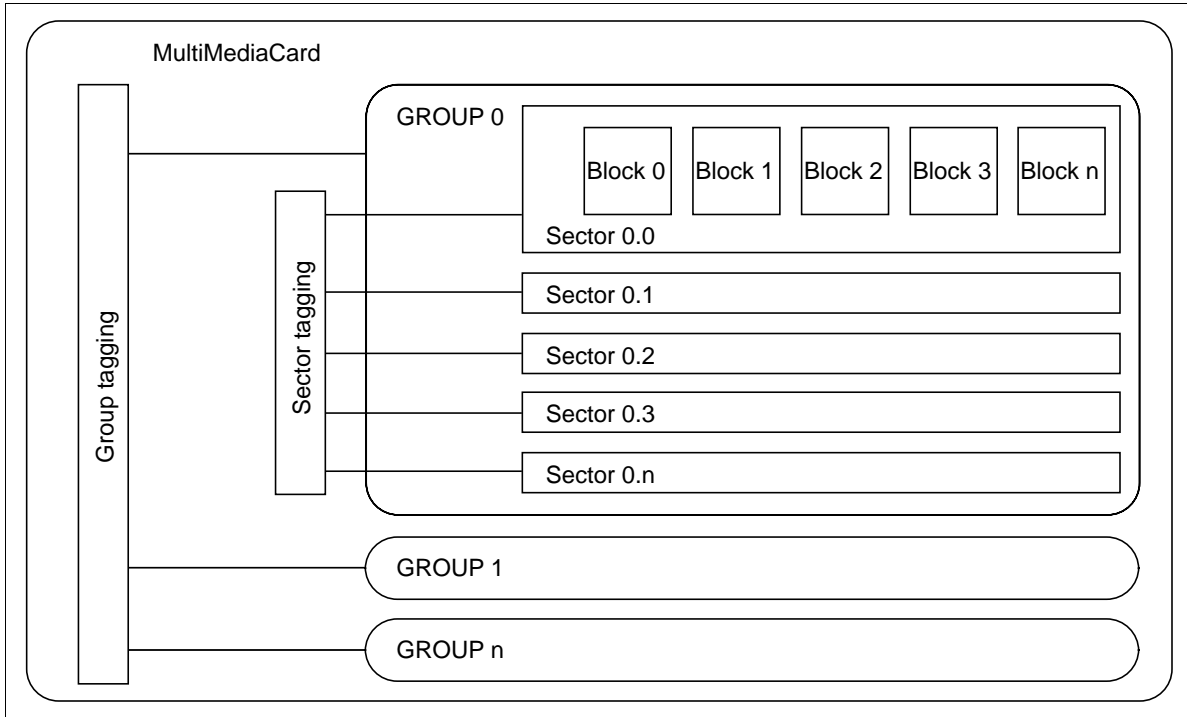 MultiMediaCard
GROUP 0
Block 0
Block 1
Block 2
Block 3
Block n
Sector 0.0
Sector 0.1
Sector 0.2
Sector 0.3
Sector 0.n
Sector tagging
Group tagging
GROUP 1
GROUP n